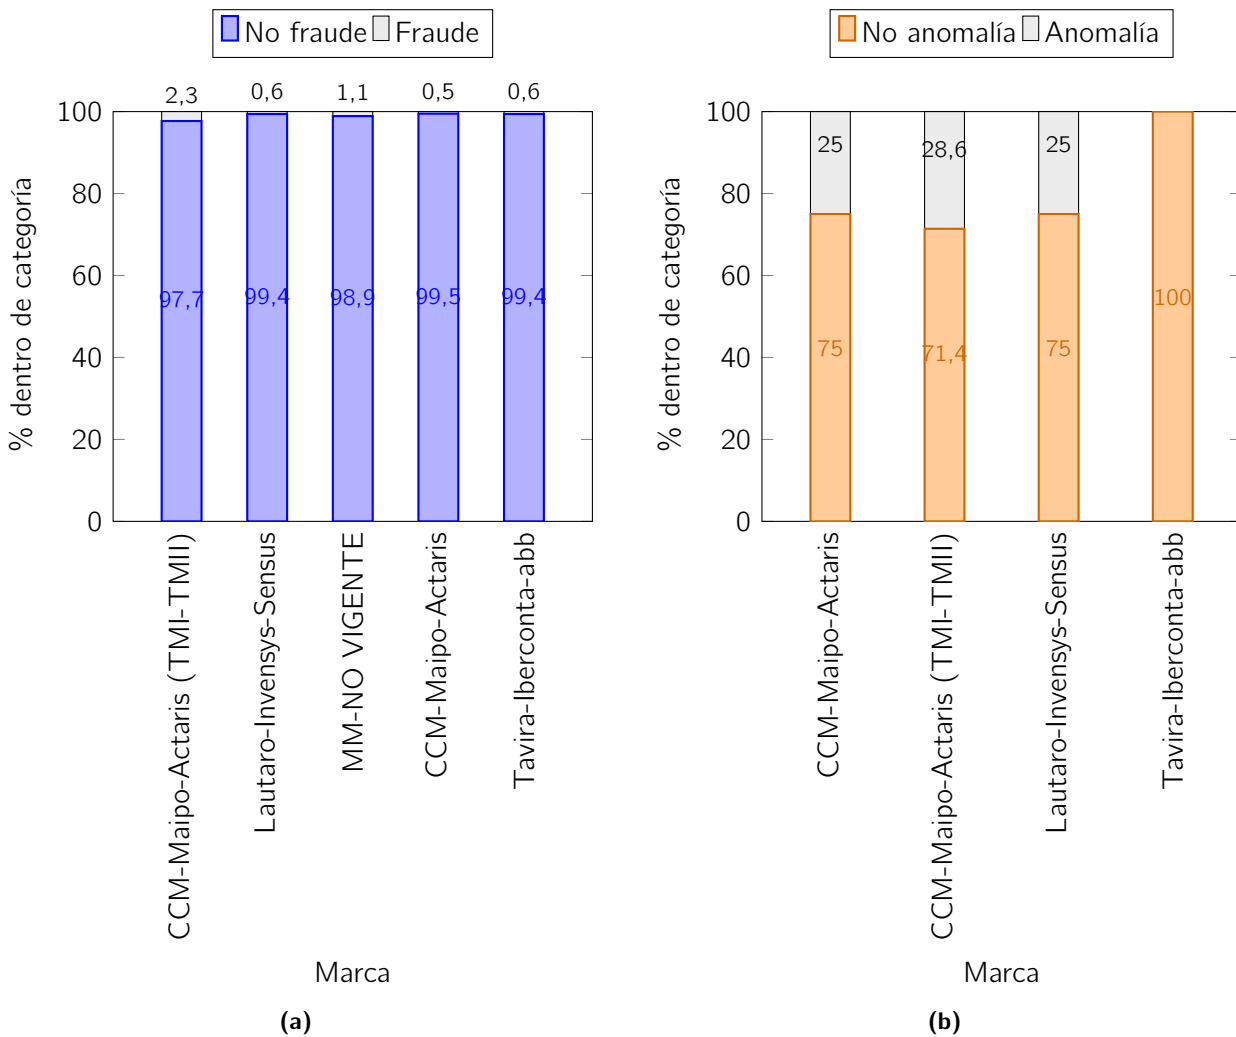 No fraude Fraude
2,3 0,6 1,1 0,5 0,6
100
80
60
40
20
0
% dentro de categoría
97,7 99,4 98,9 99,5 99,4
CCM-Maipo-Actaris (TMI-TMII)
Lautaro-Invensys-Sensus
MM-NO VIGENTE
CCM-Maipo-Actaris
Tavira-Iberconta-abb
Marca
(a)
No anomalía Anomalía
100
80
60
40
20
0
% dentro de categoría
25 28,6 25
75 71,4 75 100
CCM-Maipo-Actaris
CCM-Maipo-Actaris (TMI-TMII)
Lautaro-Invensys-Sensus
Tavira-Iberconta-abb
Marca
(b)